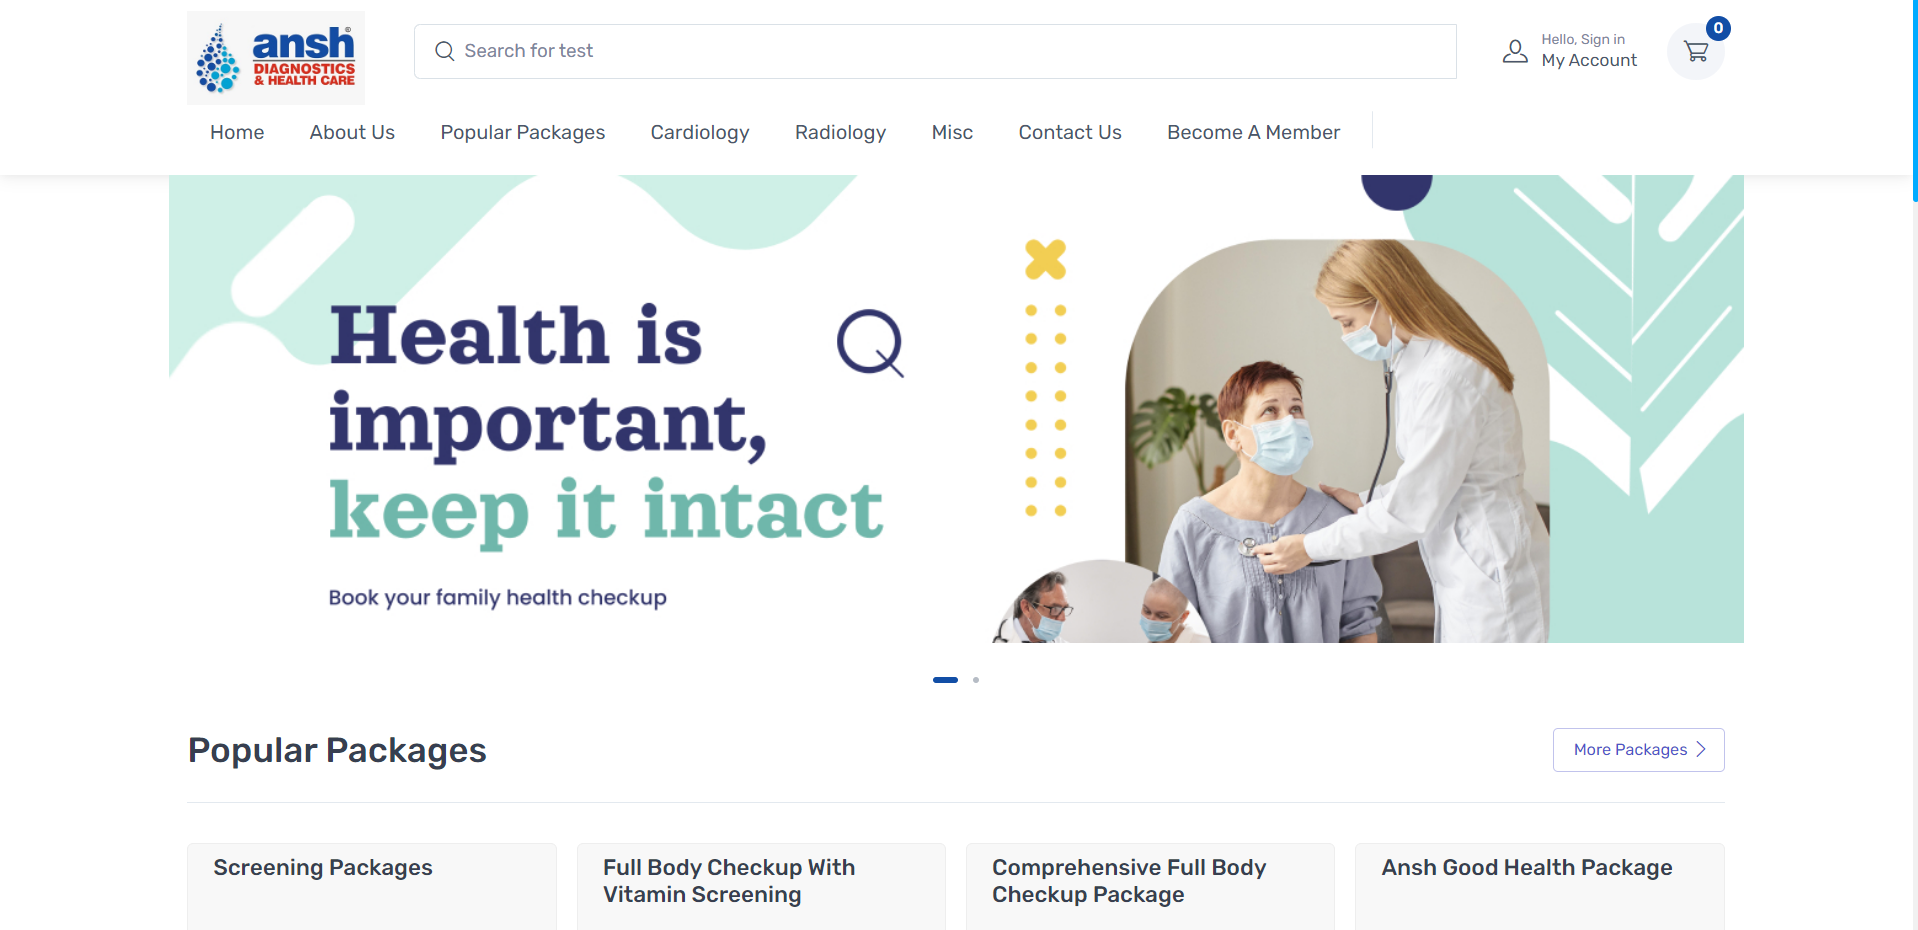 ansh®
DIAGNOSTICS
& HEALTH CARE
Search for test
Hello, Sign in
My Account
0
Home
About Us
Popular Packages
Cardiology
Radiology
Misc
Contact Us
Become A Member
Health is
important,
keep it intact
Book your family health checkup
Popular Packages
More Packages
Screening Packages
Full Body Checkup With
Vitamin Screening
Comprehensive Full Body
Checkup Package
Ansh Good Health Package